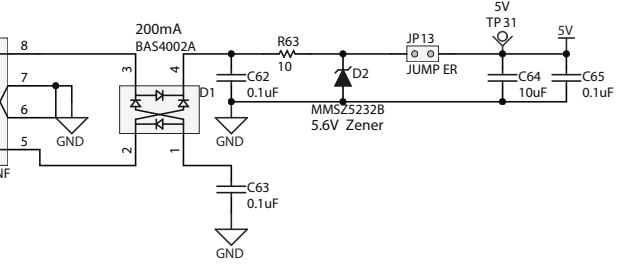 8
7
6
5
NF
GND
200mA
BAS4002A
3
4
D1
2
1
C62
0.1uF
GND
C63
0.1uF
GND
R63
10
D2
MMSZ5232B
5.6V Zener
JP13
JUMP ER
5V
TP 31
5V
C64
10uF
C65
0.1uF